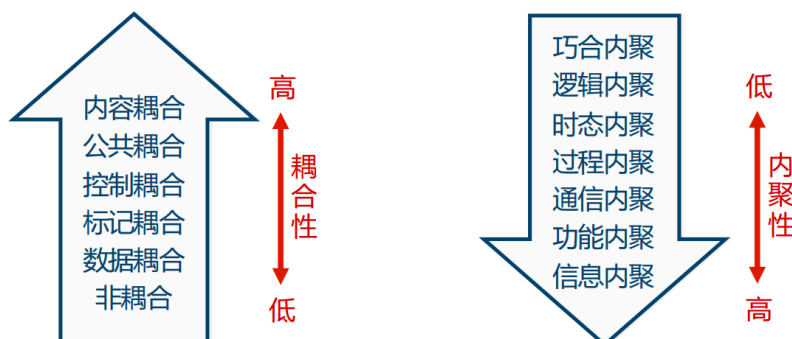 内容耦合
公共耦合
控制耦合
标记耦合
数据耦合
非耦合
高
耦合性
低
巧合内聚
逻辑内聚
时态内聚
过程内聚
通信内聚
功能内聚
信息内聚
低
内聚性
高